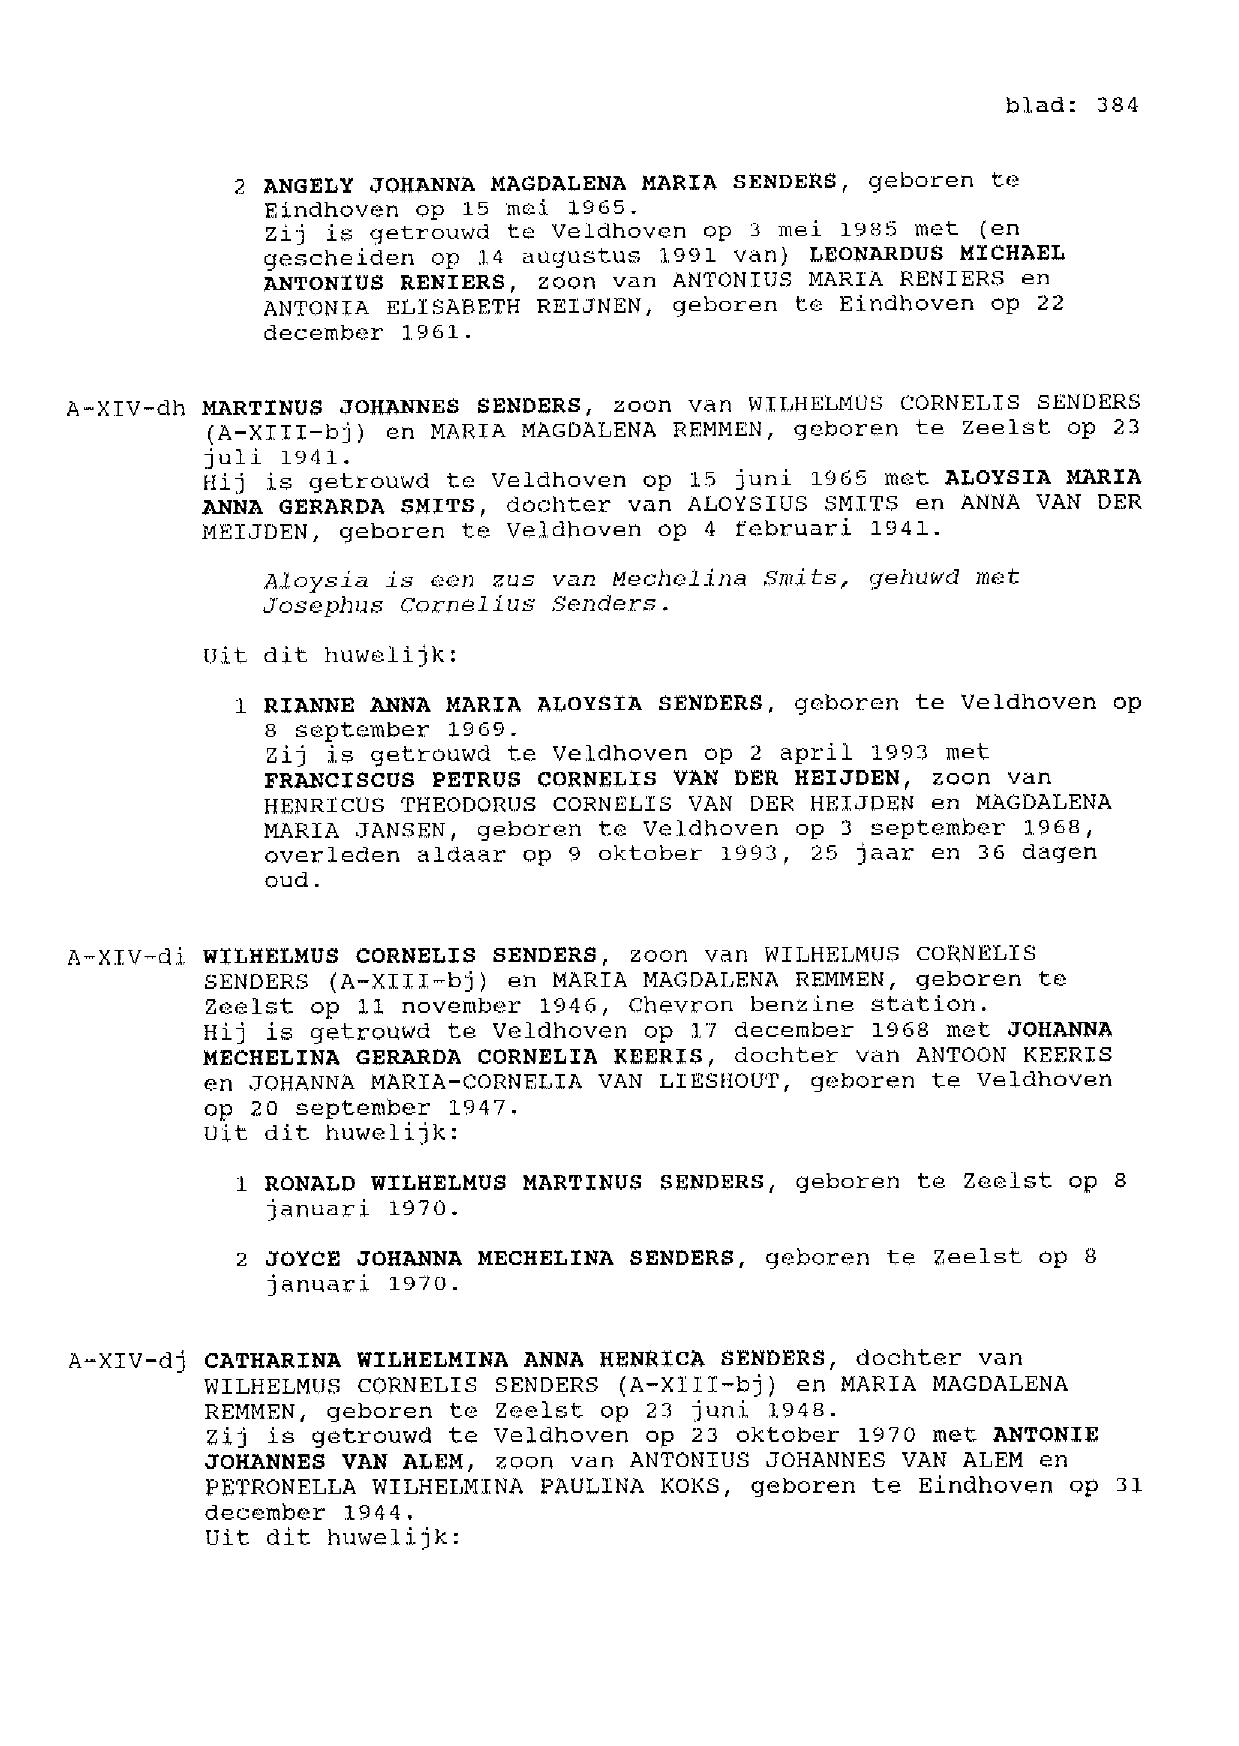 blad: 384
2 ANGELY JOHANNA MAGDALENA MARIA SENDERS, geboren te
Eindhoven op 15 mei 1965.
Zij is getrouwd te Veldhoven op 3 mei 1985 met (en
gescheiden op 14 augustus 1991 van) LEONARDUS MICHAEL
ANTONIUS RENIERS, zoon van ANTONIUS MARIA RENIERS en
ANTONIA ELISABETH REIJNEN, geboren te Eindhoven op 22
december 1961.
A-XIV-dh MARTINUS JOHANNES SENDERS, zoon van WILHELMUS CORNELIS SENDERS
(A-XIII-bj) en MARIA MAGDALENA REMMEN, geboren te Zeelst op 23
juli 1941.
Hij is getrouwd te Veldhoven op 15 juni 1965 met ALOYSIA MARIA
ANNA GERARDA SMITS, dochter van ALOYSIUS SMITS en ANNA VAN DER
MEIJDEN, geboren te Veldhoven op 4 februari 1941.
Aloysia is een zus van Mechelina Smits, gehuwd met
Josephus Cornelius Senders.
Uit dit huwelijk:
1 RIANNE ANNA MARIA ALOYSIA SENDERS, geboren te Veldhoven op
8 september 1969.
Zij is getrouwd te Veldhoven op 2 april 1993 met
FRANCISCUS PETRUS CORNELIS VAN DER HEIJDEN, zoon van
HENRICUS THEODORUS CORNELIS VAN DER HEIJDEN en MAGDALENA
MARIA JANSEN, geboren te Veldhoven op 3 september 1968,
overleden aldaar op 9 oktober 1993, 25 jaar en 36 dagen
oud.
A-XIV-di WILHELMUS CORNELIS SENDERS, zoon van WILHELMUS CORNELIS
SENDERS (A-XIII-bj) en MARIA MAGDALENA REMMEN, geboren te
Zeelst op 11 november 1946, Chevron benzine station.
Hij is getrouwd te Veldhoven op 17 december 1968 met JOHANNA
MECHELINA GERARDA CORNELIA KEERIS, dochter van ANTOON KEERIS
en JOHANNA MARIA-CORNELIA VAN LIESHOUT, geboren te Veldhoven
op 20 september 1947.
Uit dit huwelijk:
1 RONALD WILHELMUS MARTINUS SENDERS, geboren te Zeelst op 8
januari 1970.
2 JOYCE JOHANNA MECHELINA SENDERS, geboren te Zeelst op 8
januari 1970.
A-XIV-dj CATHARINA WILHELMINA ANNA HENRICA SENDERS, dochter van
WILHELMUS CORNELIS SENDERS (A-XIII-bj) en MARIA MAGDALENA
REMMEN, geboren te Zeelst op 23 juni 1948.
Zij is getrouwd te Veldhoven op 23 oktober 1970 met ANTONIE
JOHANNES VAN ALEM, zoon van ANTONIUS JOHANNES VAN ALEM en
PETRONELLA WILHELMINA PAULINA KOKS, geboren te Eindhoven op 31
december 1944.
Uit dit huwelijk: